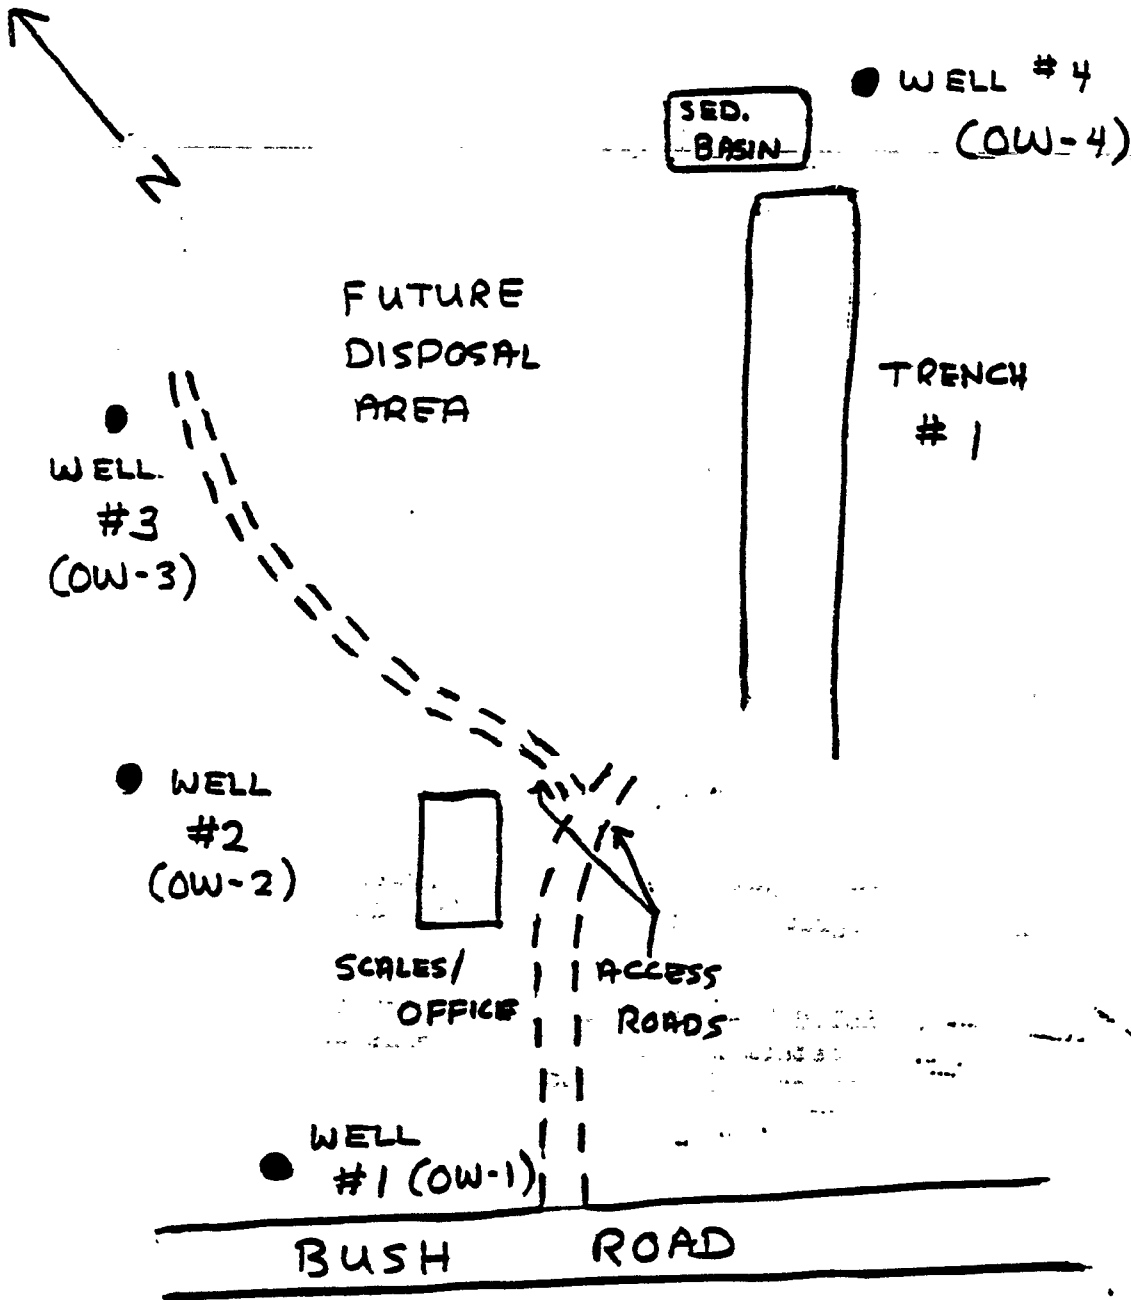 N
SED.
BASIN
WELL #4
(OW-4)
FUTURE
DISPOSAL
AREA
TRENCH
#1
WELL
#3
(OW-3)
WELL
#2
(OW-2)
SCALES/
OFFICE
ACCESS
ROADS
WELL
#1 (OW-1)
BUSH ROAD